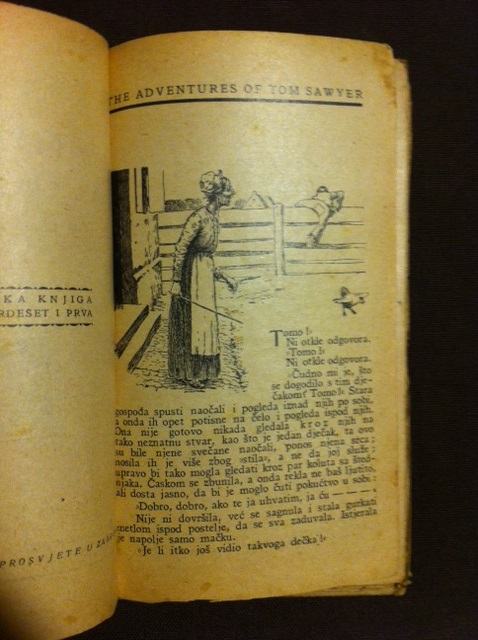 KA KNJIGA
RDESET I PRVA
PROSVJETE U ZA
THE ADVENTURES OF TOM SAWYER
Tomo!«
Ni otkle odgovora.
»Tomo!«
Ni otkle odgovora.
»Čudno mi je, što
se dogodilo s tim dje-
čakom? Tomo!« Stara
gospođa spusti naočali i pogleda iznad njih po sobi,
a onda ih opet potisne na čelo i pogleda ispod njih.
Ona nije gotovo nikada gledala kroz njih na
tako neznatnu stvar, kao što je jedan dječak, ta ovo
su bile njene svečane naočali, ponos njena srca;
nosila ih je više zbog »stila«, a ne da joj služe;
upravo bi tako mogla gledati kroz par koluta sa šted-
njaka. Časkom se zbunila, a onda rekla ne baš ljutito,
ali dosta jasno, da bi je moglo čuti pokućtvo u sobi:
»Dobro, dobro, ako te ja uhvatim, ja ću — — —
Nije ni dovršila, već se sagnula i stala gurkati
metlom ispod postelje, da se sva zaduvala. Istjerala
je napolje samo mačku.
»Je li itko još vidio takvoga dečka!«